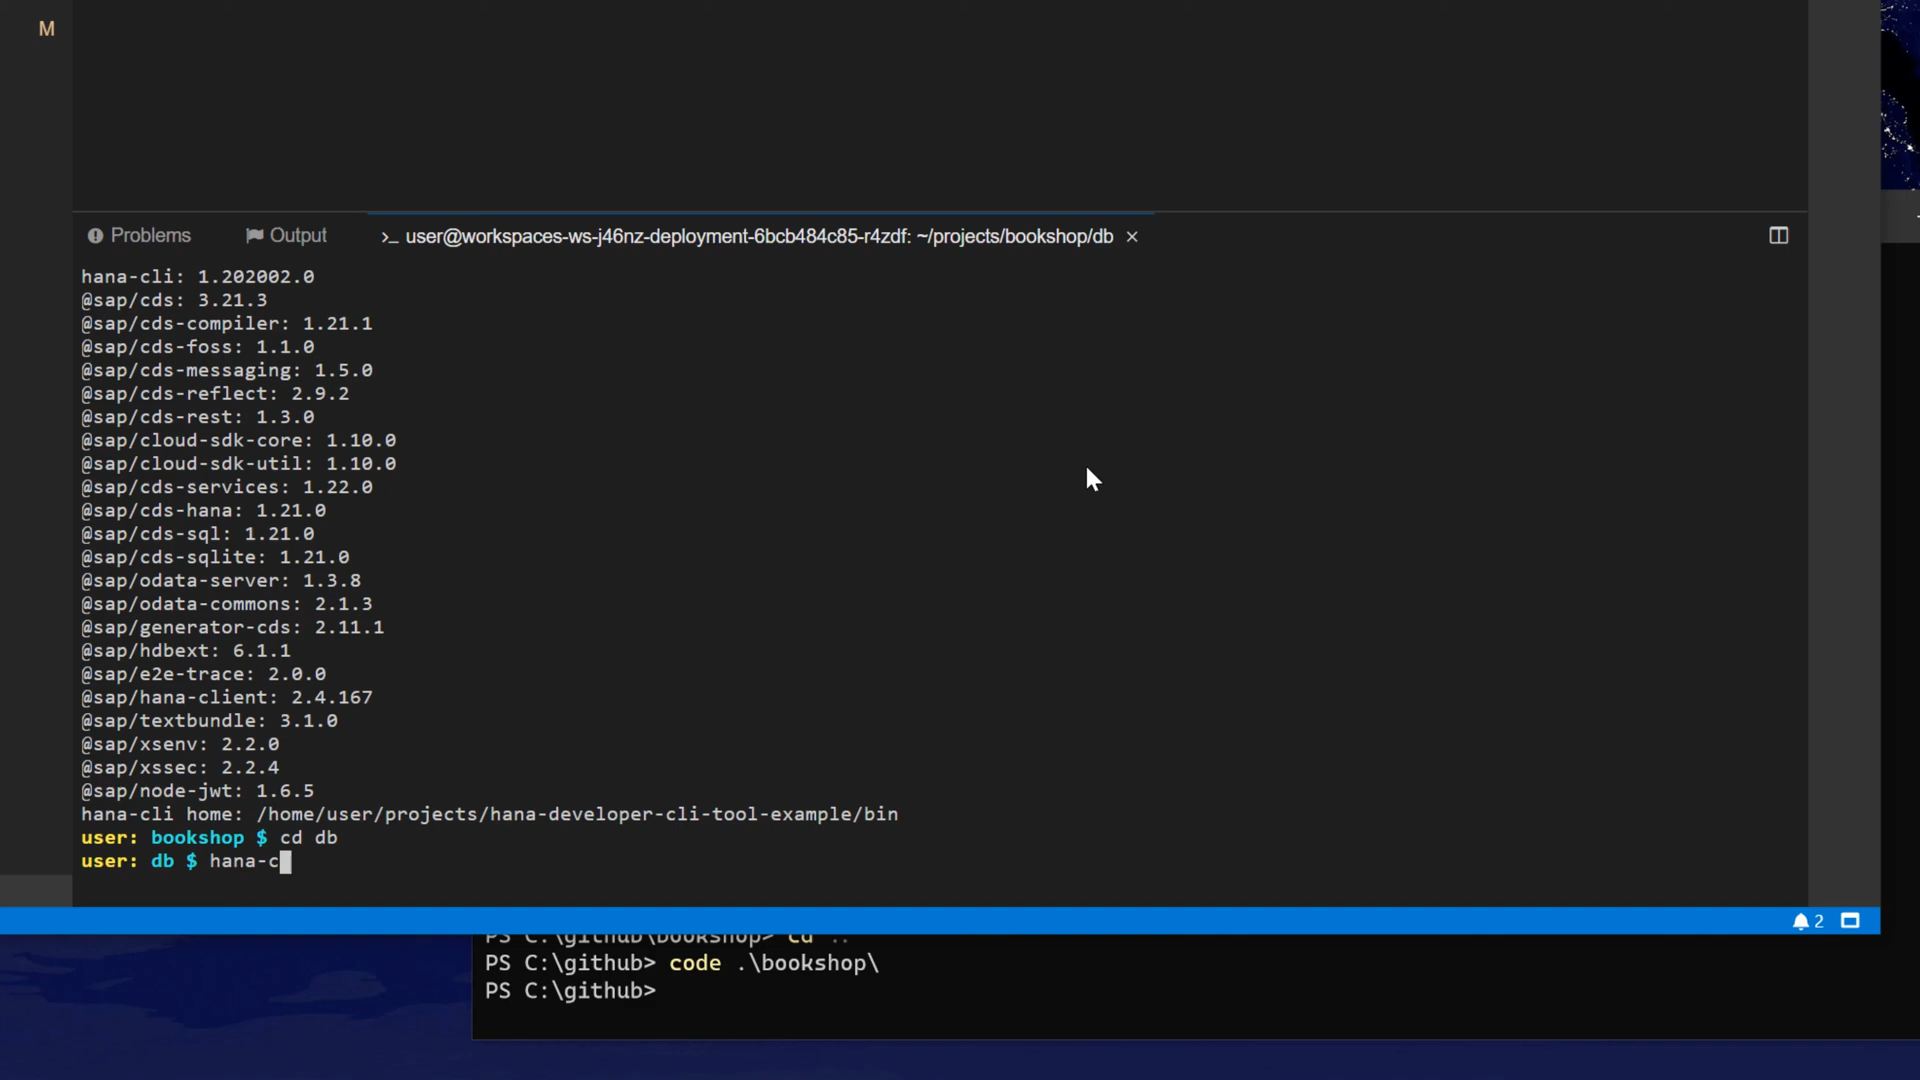 M
Problems
Output
>_ user@workspaces-ws-j46nz-deployment-6bcb484c85-r4zdf: ~/projects/bookshop/db ×
hana-cli: 1.202002.0
@sap/cds: 3.21.3
@sap/cds-compiler: 1.21.1
@sap/cds-foss: 1.1.0
@sap/cds-messaging: 1.5.0
@sap/cds-reflect: 2.9.2
@sap/cds-rest: 1.3.0
@sap/cloud-sdk-core: 1.10.0
@sap/cloud-sdk-util: 1.10.0
@sap/cds-services: 1.22.0
@sap/cds-hana: 1.21.0
@sap/cds-sql: 1.21.0
@sap/cds-sqlite: 1.21.0
@sap/odata-server: 1.3.8
@sap/odata-commons: 2.1.3
@sap/generator-cds: 2.11.1
@sap/hdbext: 6.1.1
@sap/e2e-trace: 2.0.0
@sap/hana-client: 2.4.167
@sap/textbundle: 3.1.0
@sap/xsenv: 2.2.0
@sap/xssec: 2.2.4
@sap/node-jwt: 1.6.5
hana-cli home: /home/user/projects/hana-developer-cli-tool-example/bin
user: bookshop $ cd db
user: db $ hana-c
2
PS C:\github\bookshop> cd ..
PS C:\github> code .\bookshop\
PS C:\github>